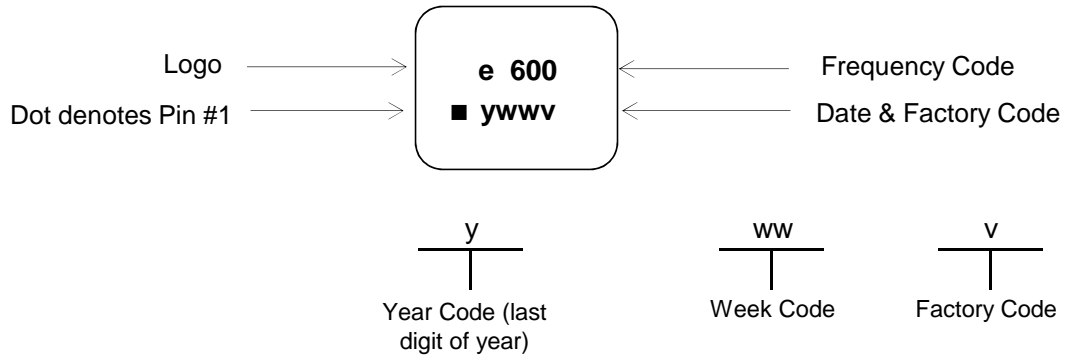 Logo
e 600
Frequency Code
Dot denotes Pin #1
■ ywwv
Date & Factory Code
y
ww
v
Year Code (last
digit of year)
Week Code
Factory Code